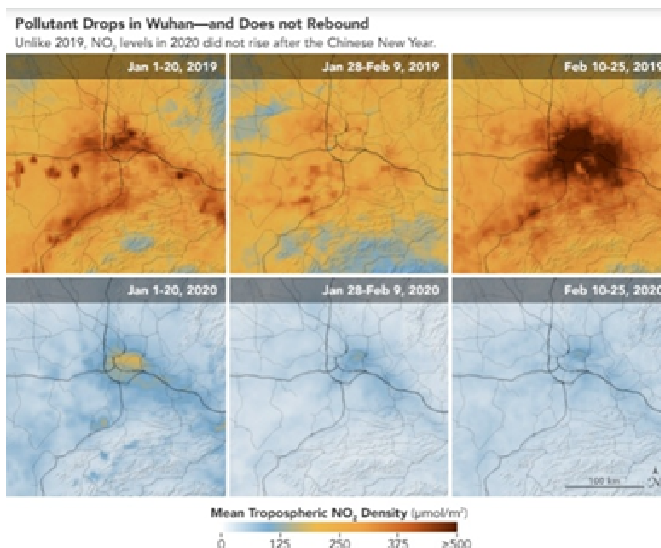 Pollutant Drops in Wuhan—and Does not Rebound
Unlike 2019, NO₂ levels in 2020 did not rise after the Chinese New Year.
Jan 1-20, 2019
Jan 28-Feb 9, 2019
Feb 10-25, 2019
Jan 1-20, 2020
Jan 28-Feb 9, 2020
Feb 10-25, 2020
100 km
N
Mean Tropospheric NO₂ Density (μmol/m²)
0 125 250 375 ≥500